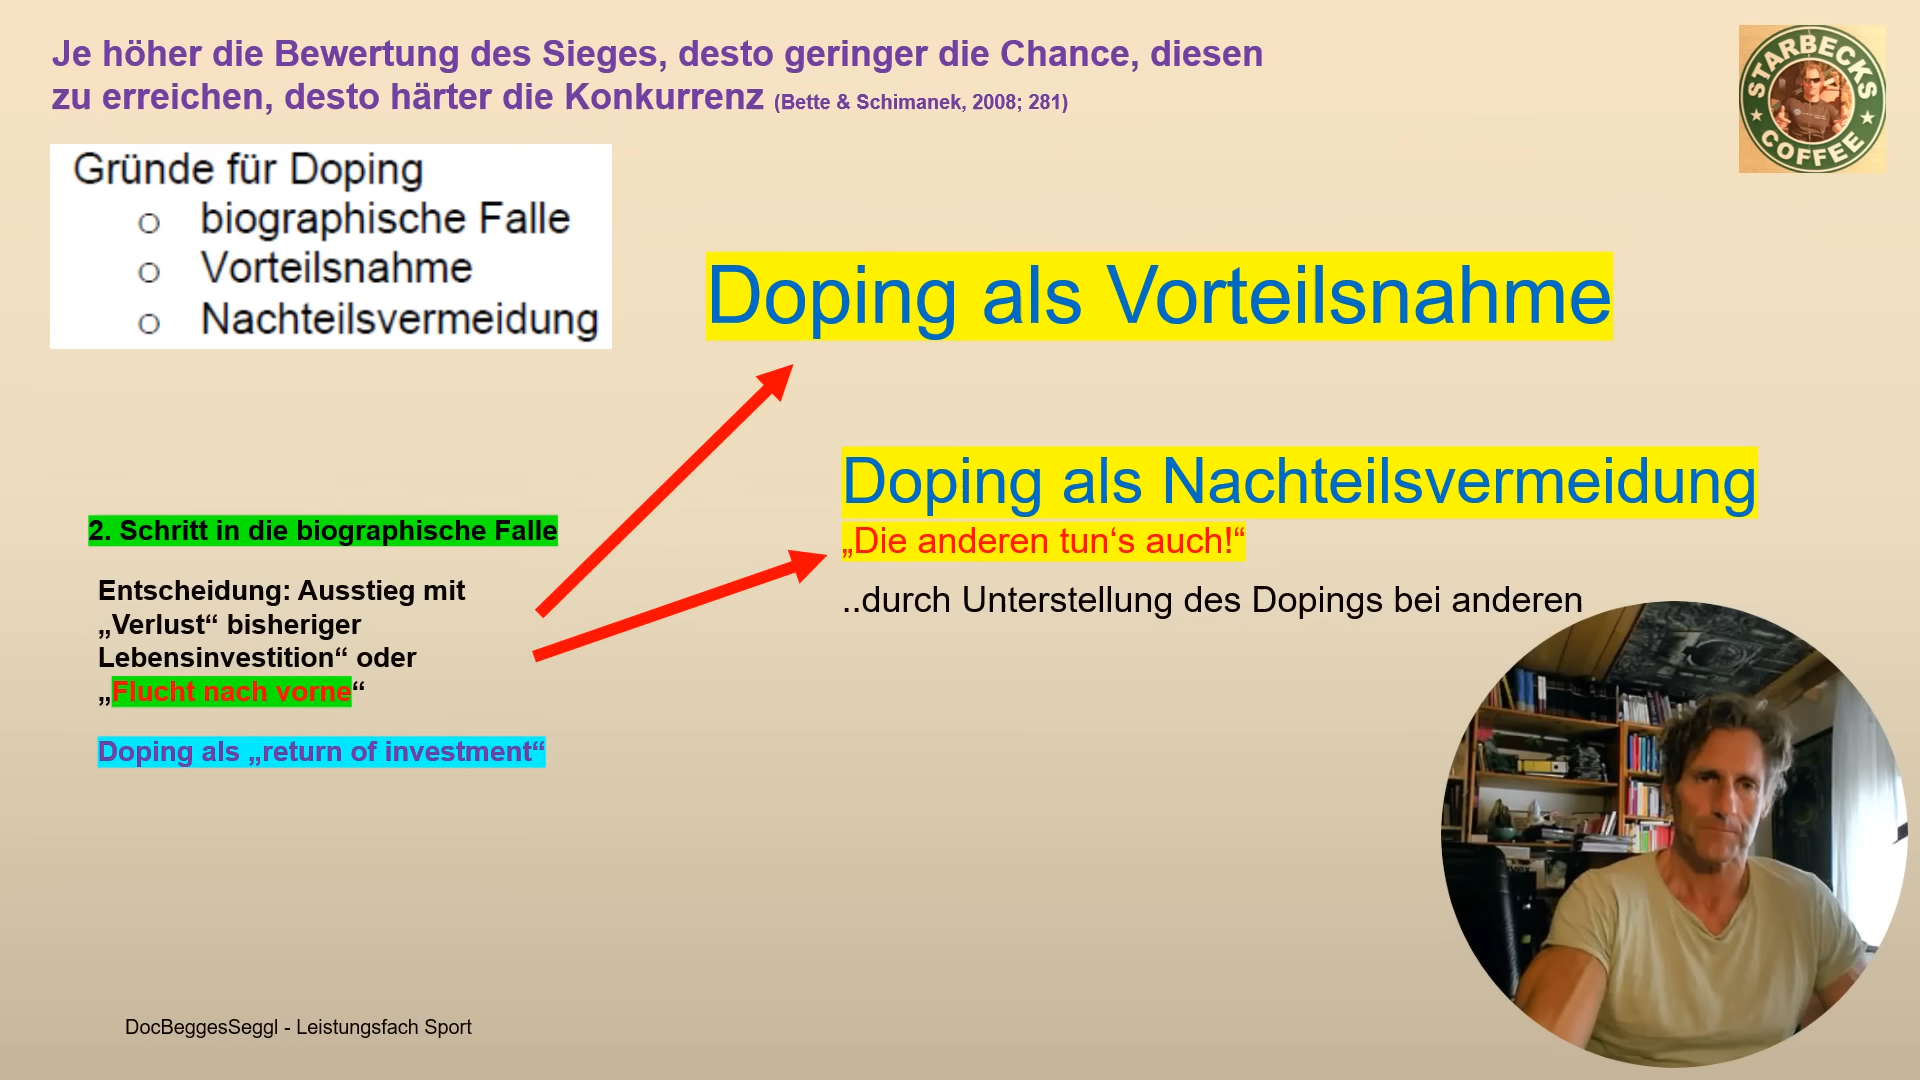 Je höher die Bewertung des Sieges, desto geringer die Chance, diesen
zu erreichen, desto härter die Konkurrenz (Bette & Schimanek, 2008; 281)
STARBECKS
COFFEE
Gründe für Doping
o biographische Falle
o Vorteilsnahme
o Nachteilsvermeidung
Doping als Vorteilsnahme
Doping als Nachteilsvermeidung
„Die anderen tun‘s auch!“
..durch Unterstellung des Dopings bei anderen
2. Schritt in die biographische Falle
Entscheidung: Ausstieg mit
„Verlust“ bisheriger
Lebensinvestition“ oder
„Flucht nach vorne“
Doping als „return of investment“
DocBeggesSeggl - Leistungsfach Sport